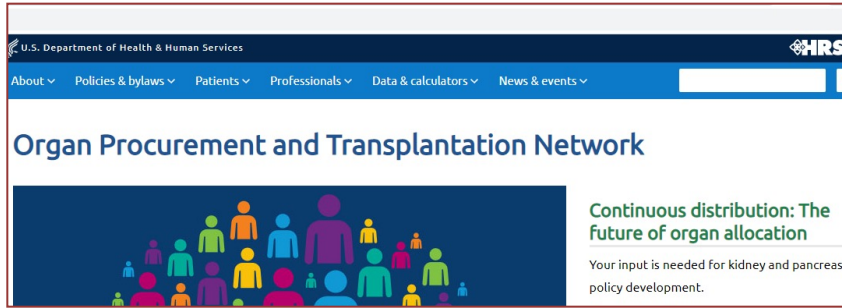 U.S. Department of Health & Human Services
HRS
About Policies & bylaws Patients Professionals Data & calculators News & events
Organ Procurement and Transplantation Network
Continuous distribution: The
future of organ allocation
Your input is needed for kidney and pancreas
policy development.